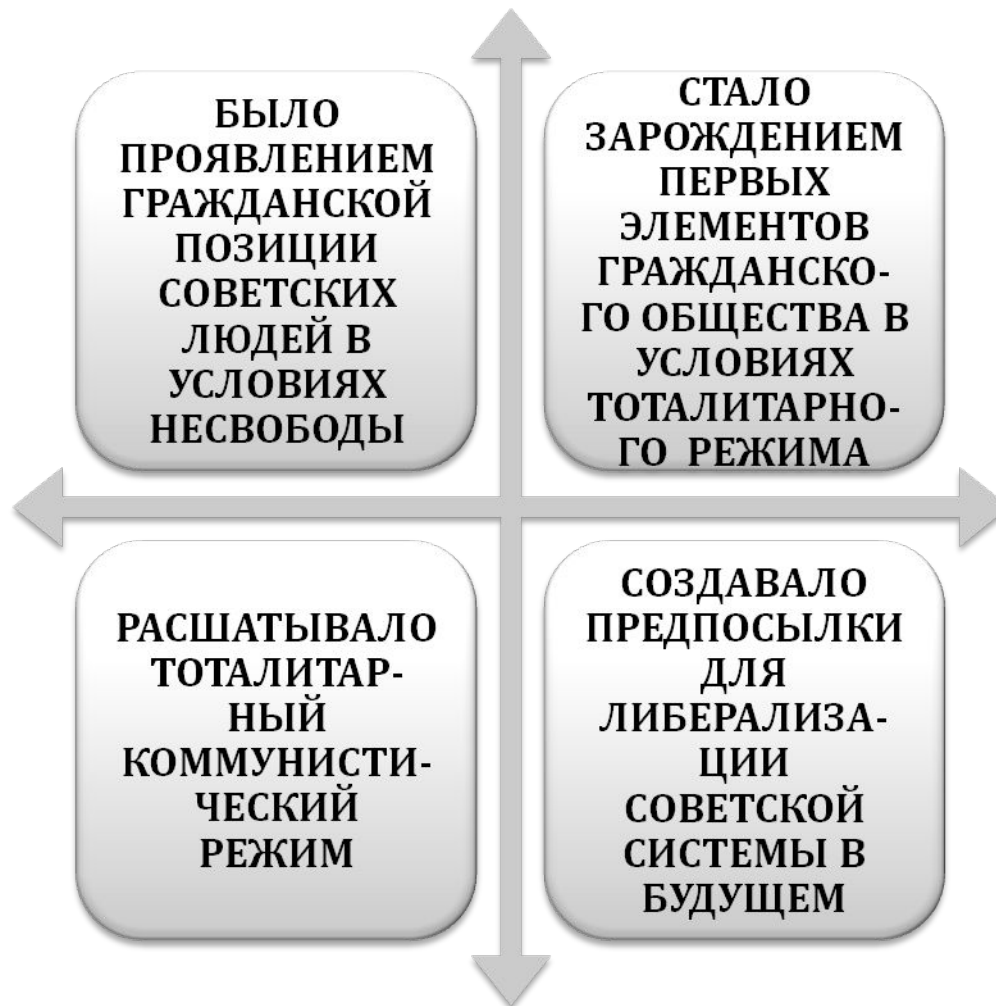 БЫЛО
ПРОЯВЛЕНИЕМ
ГРАЖДАНСКОЙ
ПОЗИЦИИ
СОВЕТСКИХ
ЛЮДЕЙ В
УСЛОВИЯХ
НЕСВОБОДЫ
СТАЛО
ЗАРОЖДЕНИЕМ
ПЕРВЫХ
ЭЛЕМЕНТОВ
ГРАЖДАНСКО-
ГО ОБЩЕСТВА В
УСЛОВИЯХ
ТОТАЛИТАРНО-
ГО РЕЖИМА
РАСШАТЫВАЛО
ТОТАЛИТАР-
НЫЙ
КОММУНИСТИ-
ЧЕСКИЙ
РЕЖИМ
СОЗДАВАЛО
ПРЕДПОСЫЛКИ
ДЛЯ
ЛИБЕРАЛИЗА-
ЦИИ
СОВЕТСКОЙ
СИСТЕМЫ В
БУДУЩЕМ